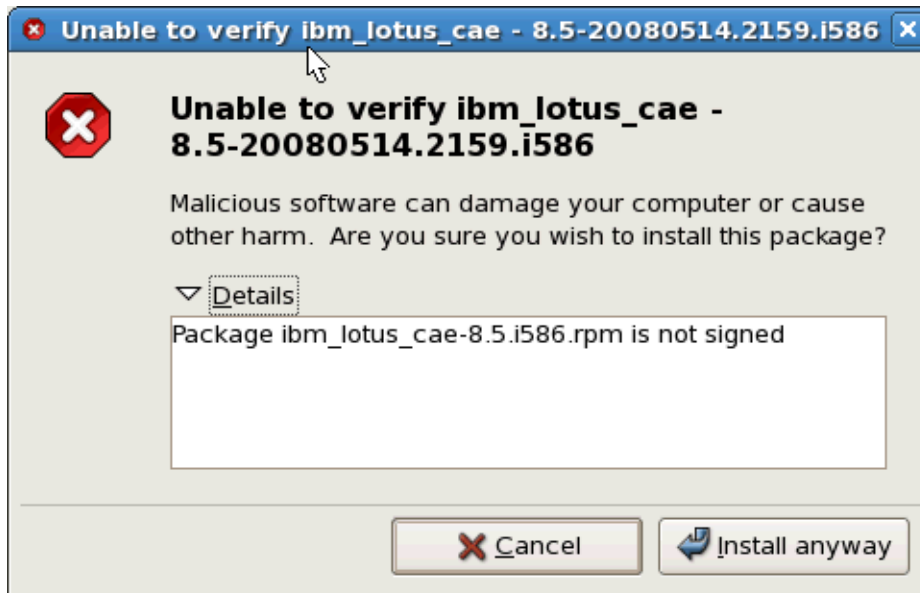 Unable to verify ibm_lotus_cae - 8.5-20080514.2159.i586
Unable to verify ibm_lotus_cae -
8.5-20080514.2159.i586
Malicious software can damage your computer or cause
other harm.  Are you sure you wish to install this package?
Details
Package ibm_lotus_cae-8.5.i586.rpm is not signed
Cancel
Install anyway